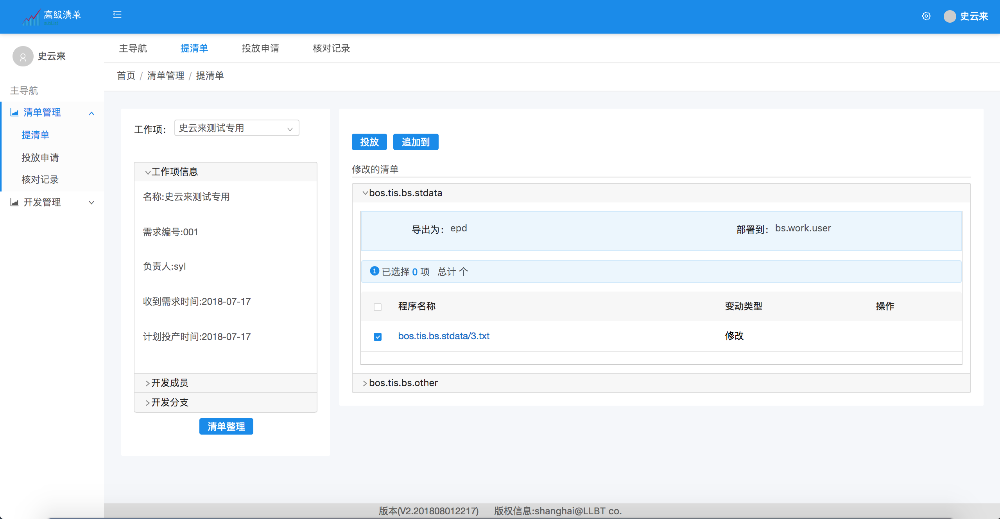 高级清单
史云来
史云来
主导航
清单管理
提清单
投放申请
核对记录
开发管理
主导航 提清单 投放申请 核对记录
首页 / 清单管理 / 提清单
工作项： 史云来测试专用
工作项信息
名称:史云来测试专用
需求编号:001
负责人:syl
收到需求时间:2018-07-17
计划投产时间:2018-07-17
开发成员
开发分支
清单整理
投放 追加到
修改的清单
bos.tis.bs.stdata
导出为： epd 部署到： bs.work.user
已选择 0 项 总计 个
程序名称 变动类型 操作
bos.tis.bs.stdata/3.txt 修改
bos.tis.bs.other
版本(V2.201808012217) 版权信息:shanghai@LLBT co.